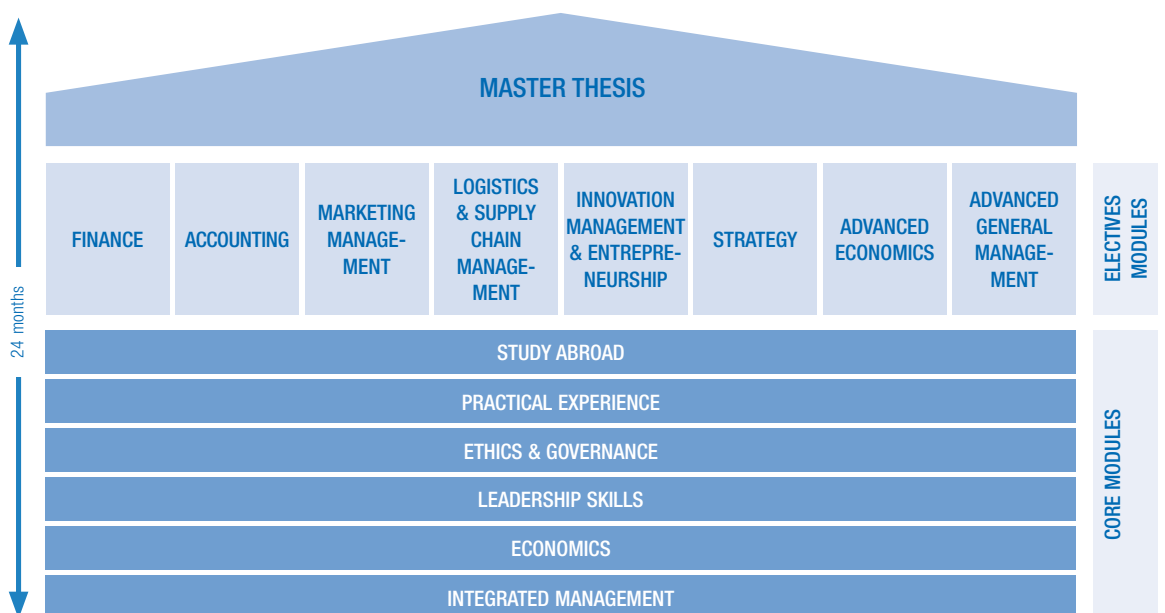 MASTER THESIS
FINANCE
ACCOUNTING
MARKETING
MANAGE-
MENT
LOGISTICS
& SUPPLY
CHAIN
MANAGE-
MENT
INNOVATION
MANAGEMENT
& ENTREPRE-
NEURSHIP
STRATEGY
ADVANCED
ECONOMICS
ADVANCED
GENERAL
MANAGE-
MENT
ELECTIVES
MODULES
24 months
STUDY ABROAD
PRACTICAL EXPERIENCE
ETHICS & GOVERNANCE
LEADERSHIP SKILLS
ECONOMICS
INTEGRATED MANAGEMENT
CORE MODULES